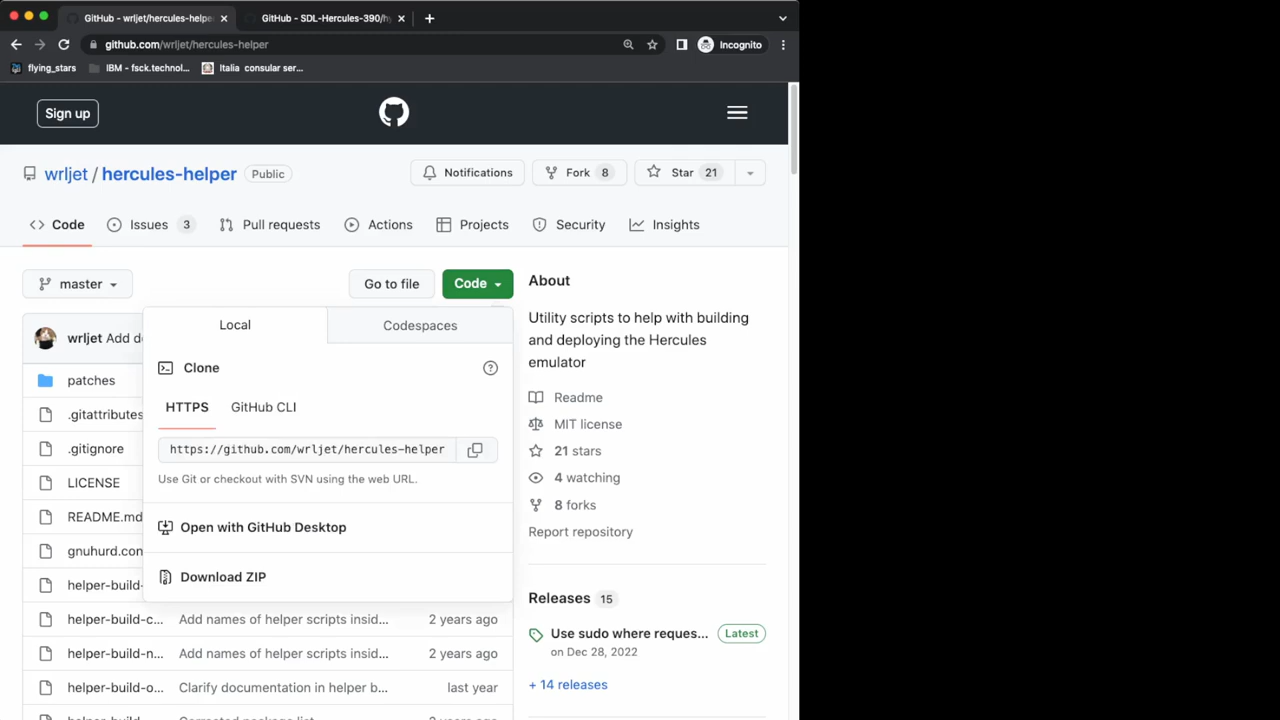 GitHub - wrljet/hercules-helpe
GitHub - SDL-Hercules-390/hy
github.com/wrljet/hercules-helper
Incognito
flying_stars
IBM - fsck.technol...
Italia consular ser...
Sign up
wrljet / hercules-helper
Public
Notifications
Fork 8
Star 21
Code
Issues 3
Pull requests
Actions
Projects
Security
Insights
master
Go to file
Code
About
Utility scripts to help with building
and deploying the Hercules
emulator
Readme
MIT license
21 stars
4 watching
8 forks
Report repository
Releases 15
Use sudo where reques...
Latest
on Dec 28, 2022
+ 14 releases
Local
Codespaces
Clone
HTTPS
GitHub CLI
https://github.com/wrljet/hercules-helper
Use Git or checkout with SVN using the web URL.
Open with GitHub Desktop
Download ZIP
wrljet Add de
patches
.gitattributes
.gitignore
LICENSE
README.md
gnuhurd.con
helper-build-
helper-build-c... Add names of helper scripts insid... 2 years ago
helper-build-n... Add names of helper scripts insid... 2 years ago
helper-build-o... Clarify documentation in helper b... last year